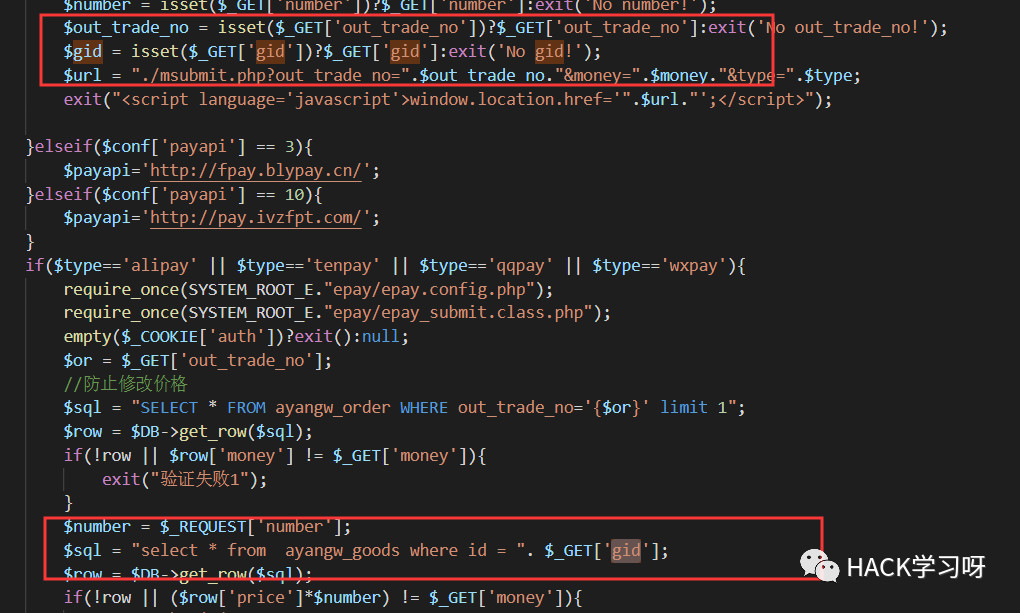 $number = isset($_GET['number'])?$_GET['number']:exit('No number!');
$out_trade_no = isset($_GET['out_trade_no'])?$_GET['out_trade_no']:exit('No out_trade_no!');
$gid = isset($_GET['gid'])?$_GET['gid']:exit('No gid!');
$url = "./msubmit.php?out_trade_no=".$out_trade_no."&money=".$money."&type=".$type;
exit("<script language='javascript'>window.location.href='".$url."';</script>");
}elseif($conf['payapi'] == 3){
$payapi='http://fpay.blypay.cn/';
}elseif($conf['payapi'] == 10){
$payapi='http://pay.ivzfpt.com/';
}
if($type=='alipay' || $type=='tenpay' || $type=='qqpay' || $type=='wxpay'){
require_once(SYSTEM_ROOT_E."epay/epay.config.php");
require_once(SYSTEM_ROOT_E."epay/epay_submit.class.php");
empty($_COOKIE['auth'])?exit():null;
$or = $_GET['out_trade_no'];
//防止修改价格
$sql = "SELECT * FROM ayangw_order WHERE out_trade_no='{$or}' limit 1";
$row = $DB->get_row($sql);
if(!row || $row['money'] != $_GET['money']){
exit("验证失败1");
}
$number = $_REQUEST['number'];
$sql = "select * from  ayangw_goods where id = ". $_GET['gid'];
$row = $DB->get_row($sql);
if(!row || ($row['price']*$number) != $_GET['money']){
HACK学习呀